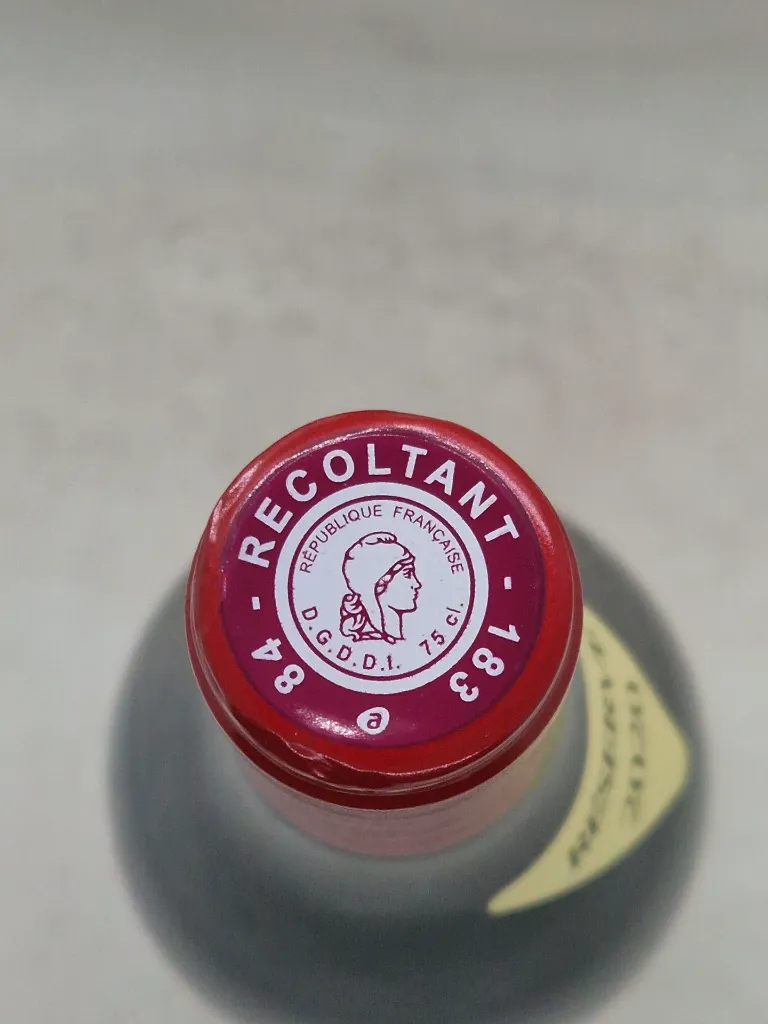 RECOLTANT - 183
84 -
RÉPUBLIQUE FRANÇAISE
D.G.D.D.I. 75 cl.
a